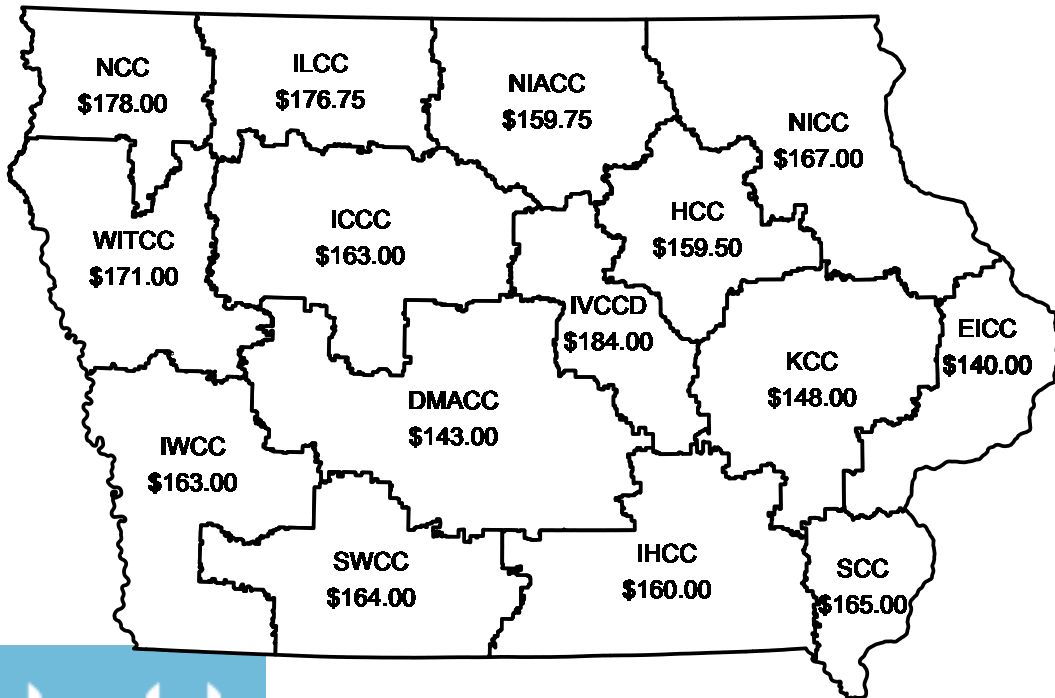 NCC
$178.00
ILCC
$176.75
NIACC
$159.75
NICC
$167.00
WITCC
$171.00
ICCC
$163.00
HCC
$159.50
IVCCD
$184.00
EICC
$140.00
KCC
$148.00
DMACC
$143.00
IWCC
$163.00
SWCC
$164.00
IHCC
$160.00
SCC
$165.00